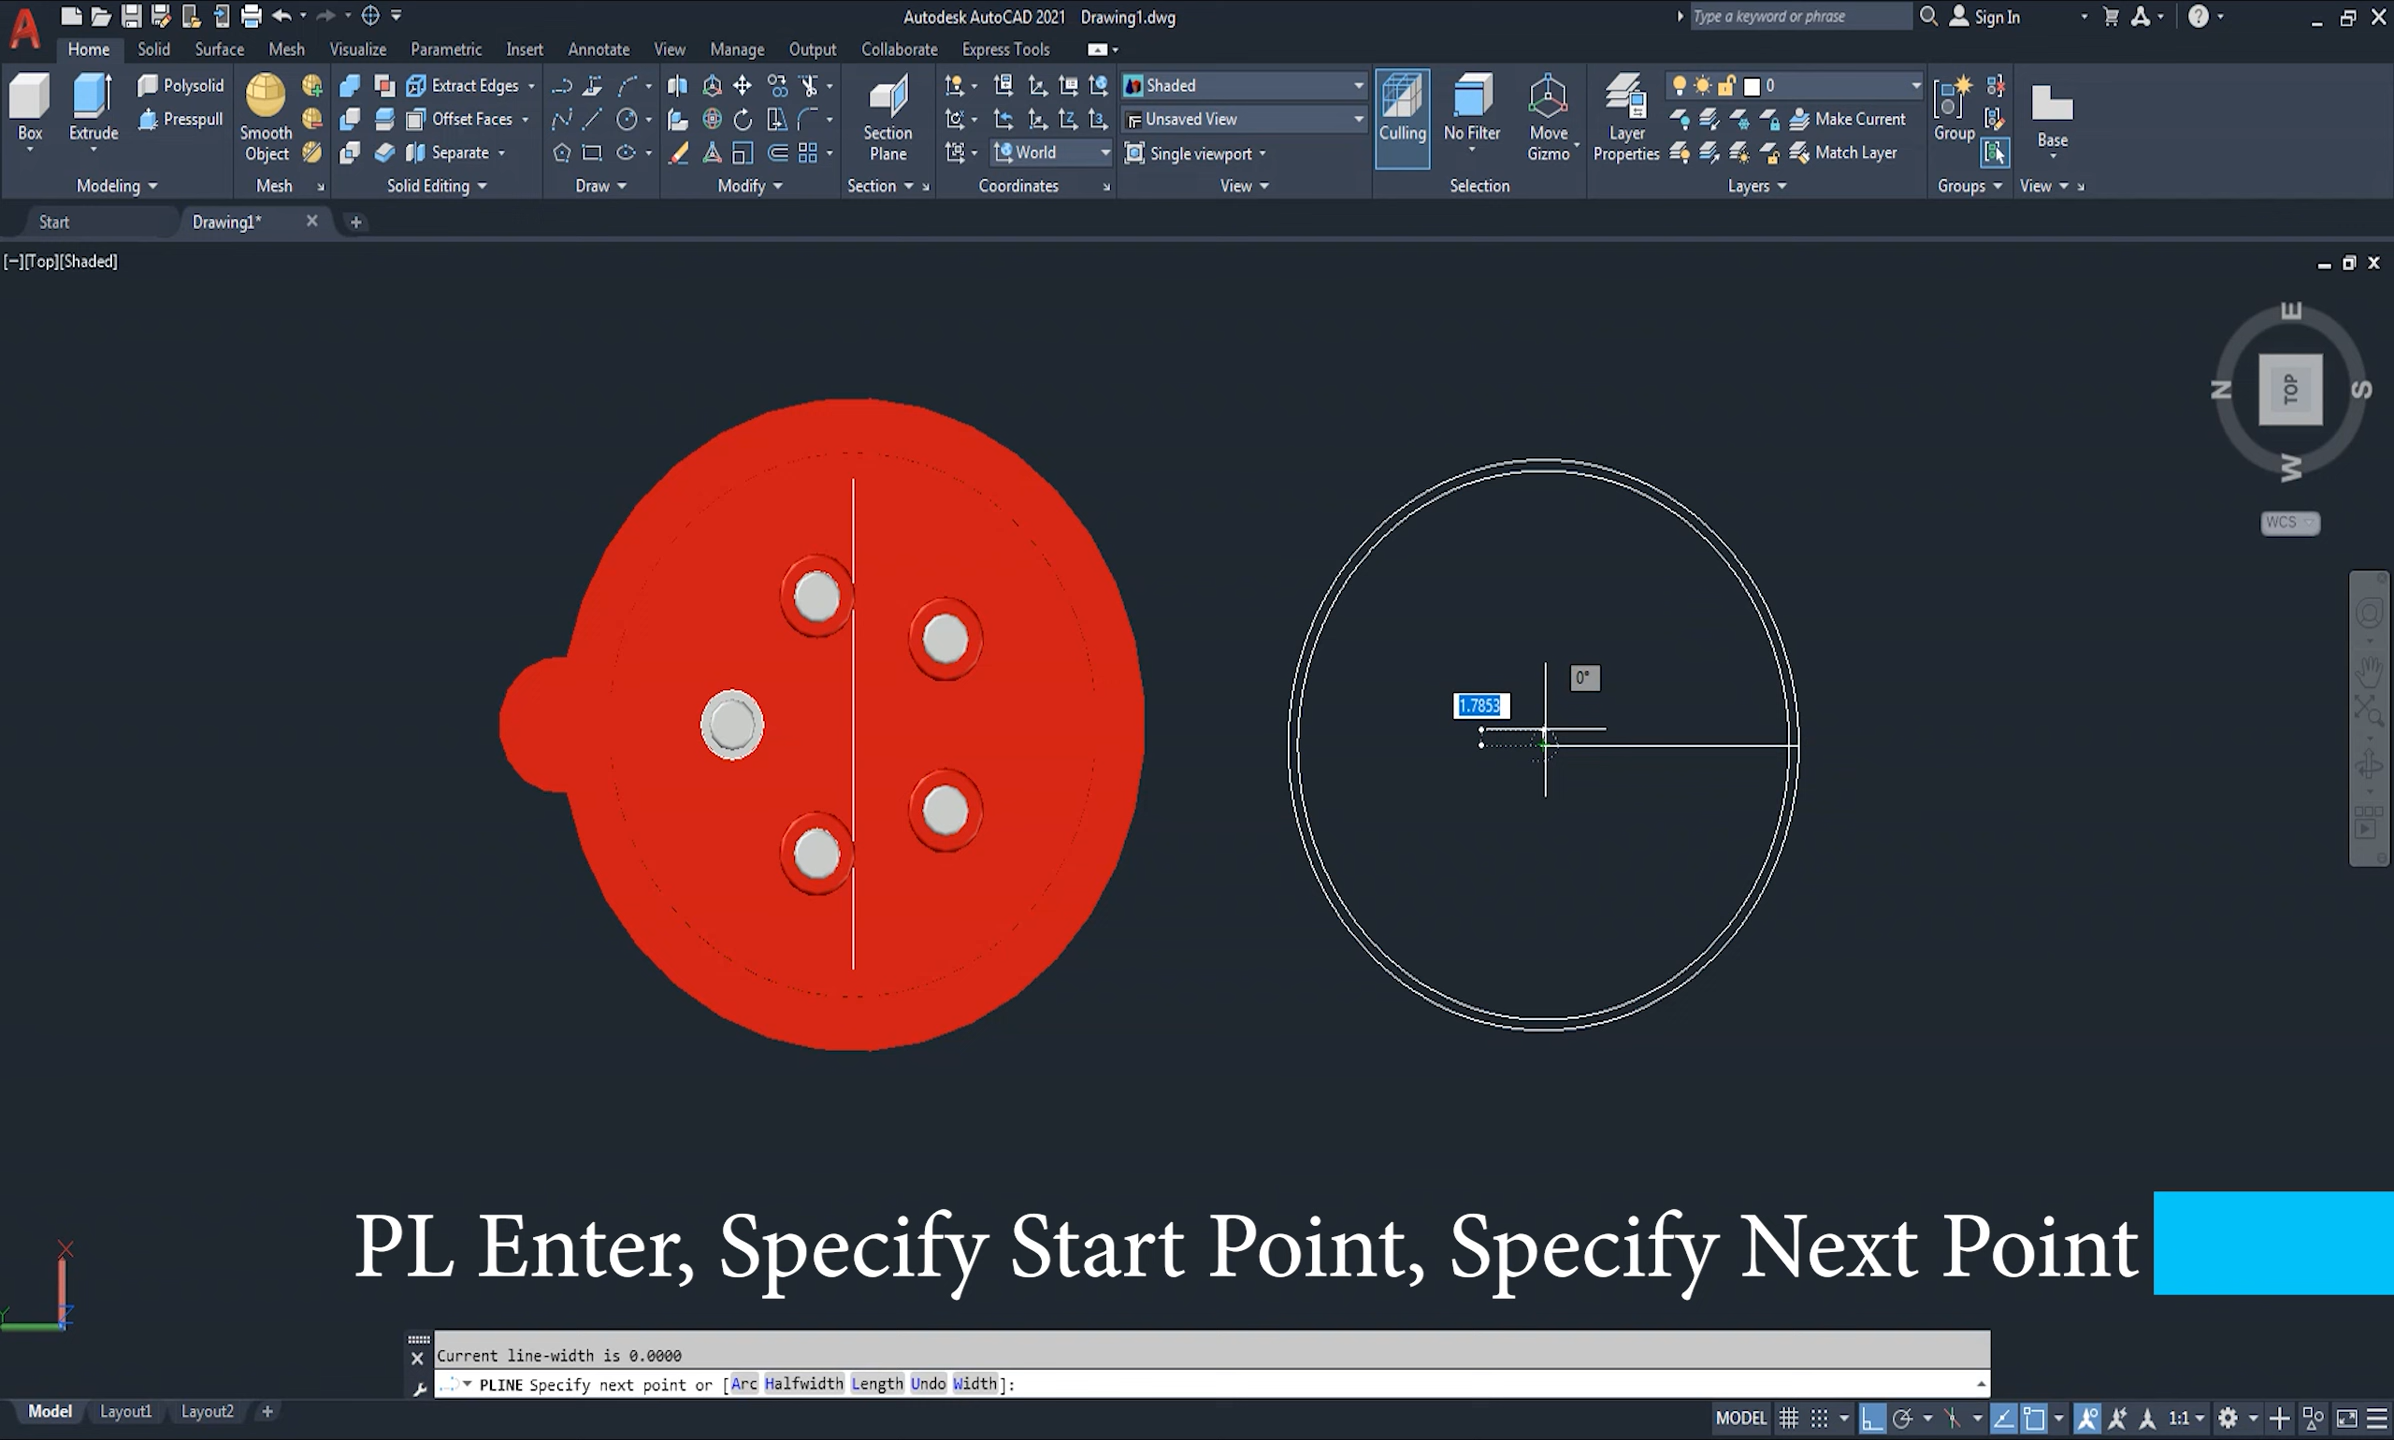 Autodesk AutoCAD 2021 Drawing1.dwg
Type a keyword or phrase
Sign In
Home Solid Surface Mesh Visualize Parametric Insert Annotate View Manage Output Collaborate Express Tools
Box
Extrude
Polysolid
Presspull
Modeling
Smooth
Object
Mesh
Extract Edges
Offset Faces
Separate
Solid Editing
Draw
Modify
Section
Plane
Section
World
Coordinates
Shaded
Unsaved View
Single viewport
View
Culling
No Filter
Move
Gizmo
Selection
Layer
Properties
0
Make Current
Match Layer
Layers
Group
Groups
Base
View
Start
Drawing1*
[−][Top][Shaded]
E
N
TOP
S
W
WCS
0°
1.7853
PL Enter, Specify Start Point, Specify Next Point
X
Y
Z
Current line-width is 0.0000
PLINE Specify next point or [Arc Halfwidth Length Undo Width]:
Model Layout1 Layout2
MODEL
1:1